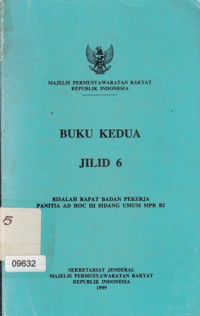 MAJELIS PERMUSYAWARATAN RAKYAT
REPUBLIK INDONESIA
BUKU KEDUA
JILID 6
RISALAH RAPAT BADAN PEKERJA
PANITIA AD HOC III SIDANG UMUM MPR RI
5
09632
SEKRETARIAT JENDERAL
MAJELIS PERMUSYAWARATAN RAKYAT
REPUBLIK INDONESIA
1999